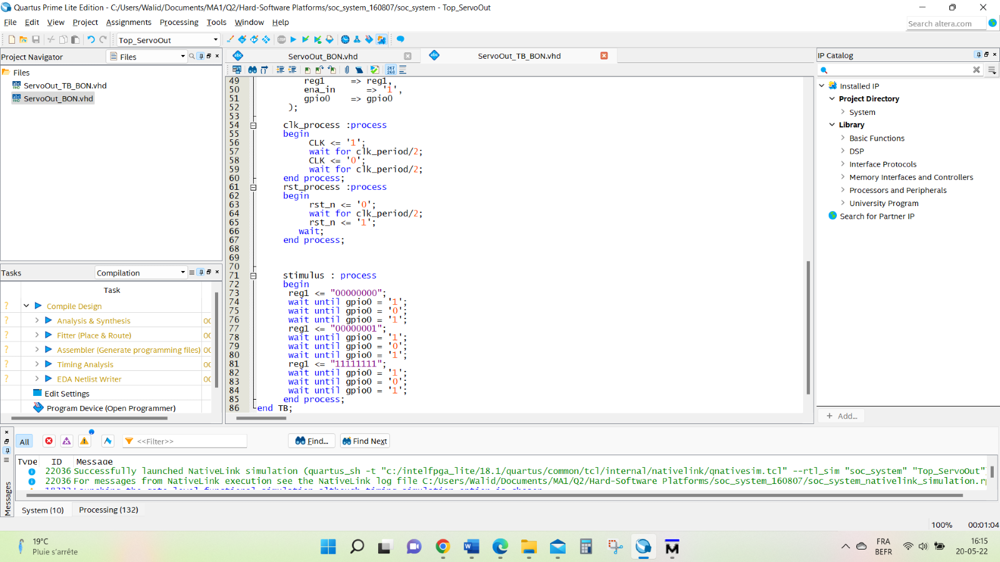 Quartus Prime Lite Edition - C:/Users/Walid/Documents/MA1/Q2/Hard-Software Platforms/soc_system_160807/soc_system - Top_ServoOut
File Edit View Project Assignments Processing Tools Window Help
Search altera.com
Top_ServoOut
Project Navigator
Files
Files
ServoOut_TB_BON.vhd
ServoOut_BON.vhd
ServoOut_BON.vhd
ServoOut_TB_BON.vhd
267
268
49 reg1 => reg1,
50 ena_in => '1',
51 gpio0 => gpio0
52 );
53
54 clk_process :process
55 begin
56 CLK <= '1';
57 wait for clk_period/2;
58 CLK <= '0';
59 wait for clk_period/2;
60 end process;
61 rst_process :process
62 begin
63 rst_n <= '0';
64 wait for clk_period/2;
65 rst_n <= '1';
66 wait;
67 end process;
68
69
70
71 stimulus : process
72 begin
73 reg1 <= "00000000";
74 wait until gpio0 = '1';
75 wait until gpio0 = '0';
76 wait until gpio0 = '1';
77 reg1 <= "00000001";
78 wait until gpio0 = '1';
79 wait until gpio0 = '0';
80 wait until gpio0 = '1';
81 reg1 <= "11111111";
82 wait until gpio0 = '1';
83 wait until gpio0 = '0';
84 wait until gpio0 = '1';
85 end process;
86 end TB;
IP Catalog
Installed IP
Project Directory
System
Library
Basic Functions
DSP
Interface Protocols
Memory Interfaces and Controllers
Processors and Peripherals
University Program
Search for Partner IP
+ Add...
Tasks
Compilation
Task
Compile Design
Analysis & Synthesis
Fitter (Place & Route)
Assembler (Generate programming files)
Timing Analysis
EDA Netlist Writer
Edit Settings
Program Device (Open Programmer)
Messages
All
<<Filter>>
Find...
Find Next
Type ID Message
22036 Successfully launched NativeLink simulation (quartus_sh -t "c:/intelfpga_lite/18.1/quartus/common/tcl/internal/nativelink/qnativesim.tcl" --rtl_sim "soc_system" "Top_ServoOut"
22036 For messages from NativeLink execution see the NativeLink log file C:/Users/Walid/Documents/MA1/Q2/Hard-Software Platforms/soc_system_160807/soc_system_nativelink_simulation.r
System (10)
Processing (132)
100% 00:01:04
19°C
Pluie s'arrête
FRA
BEFR
16:15
20-05-22